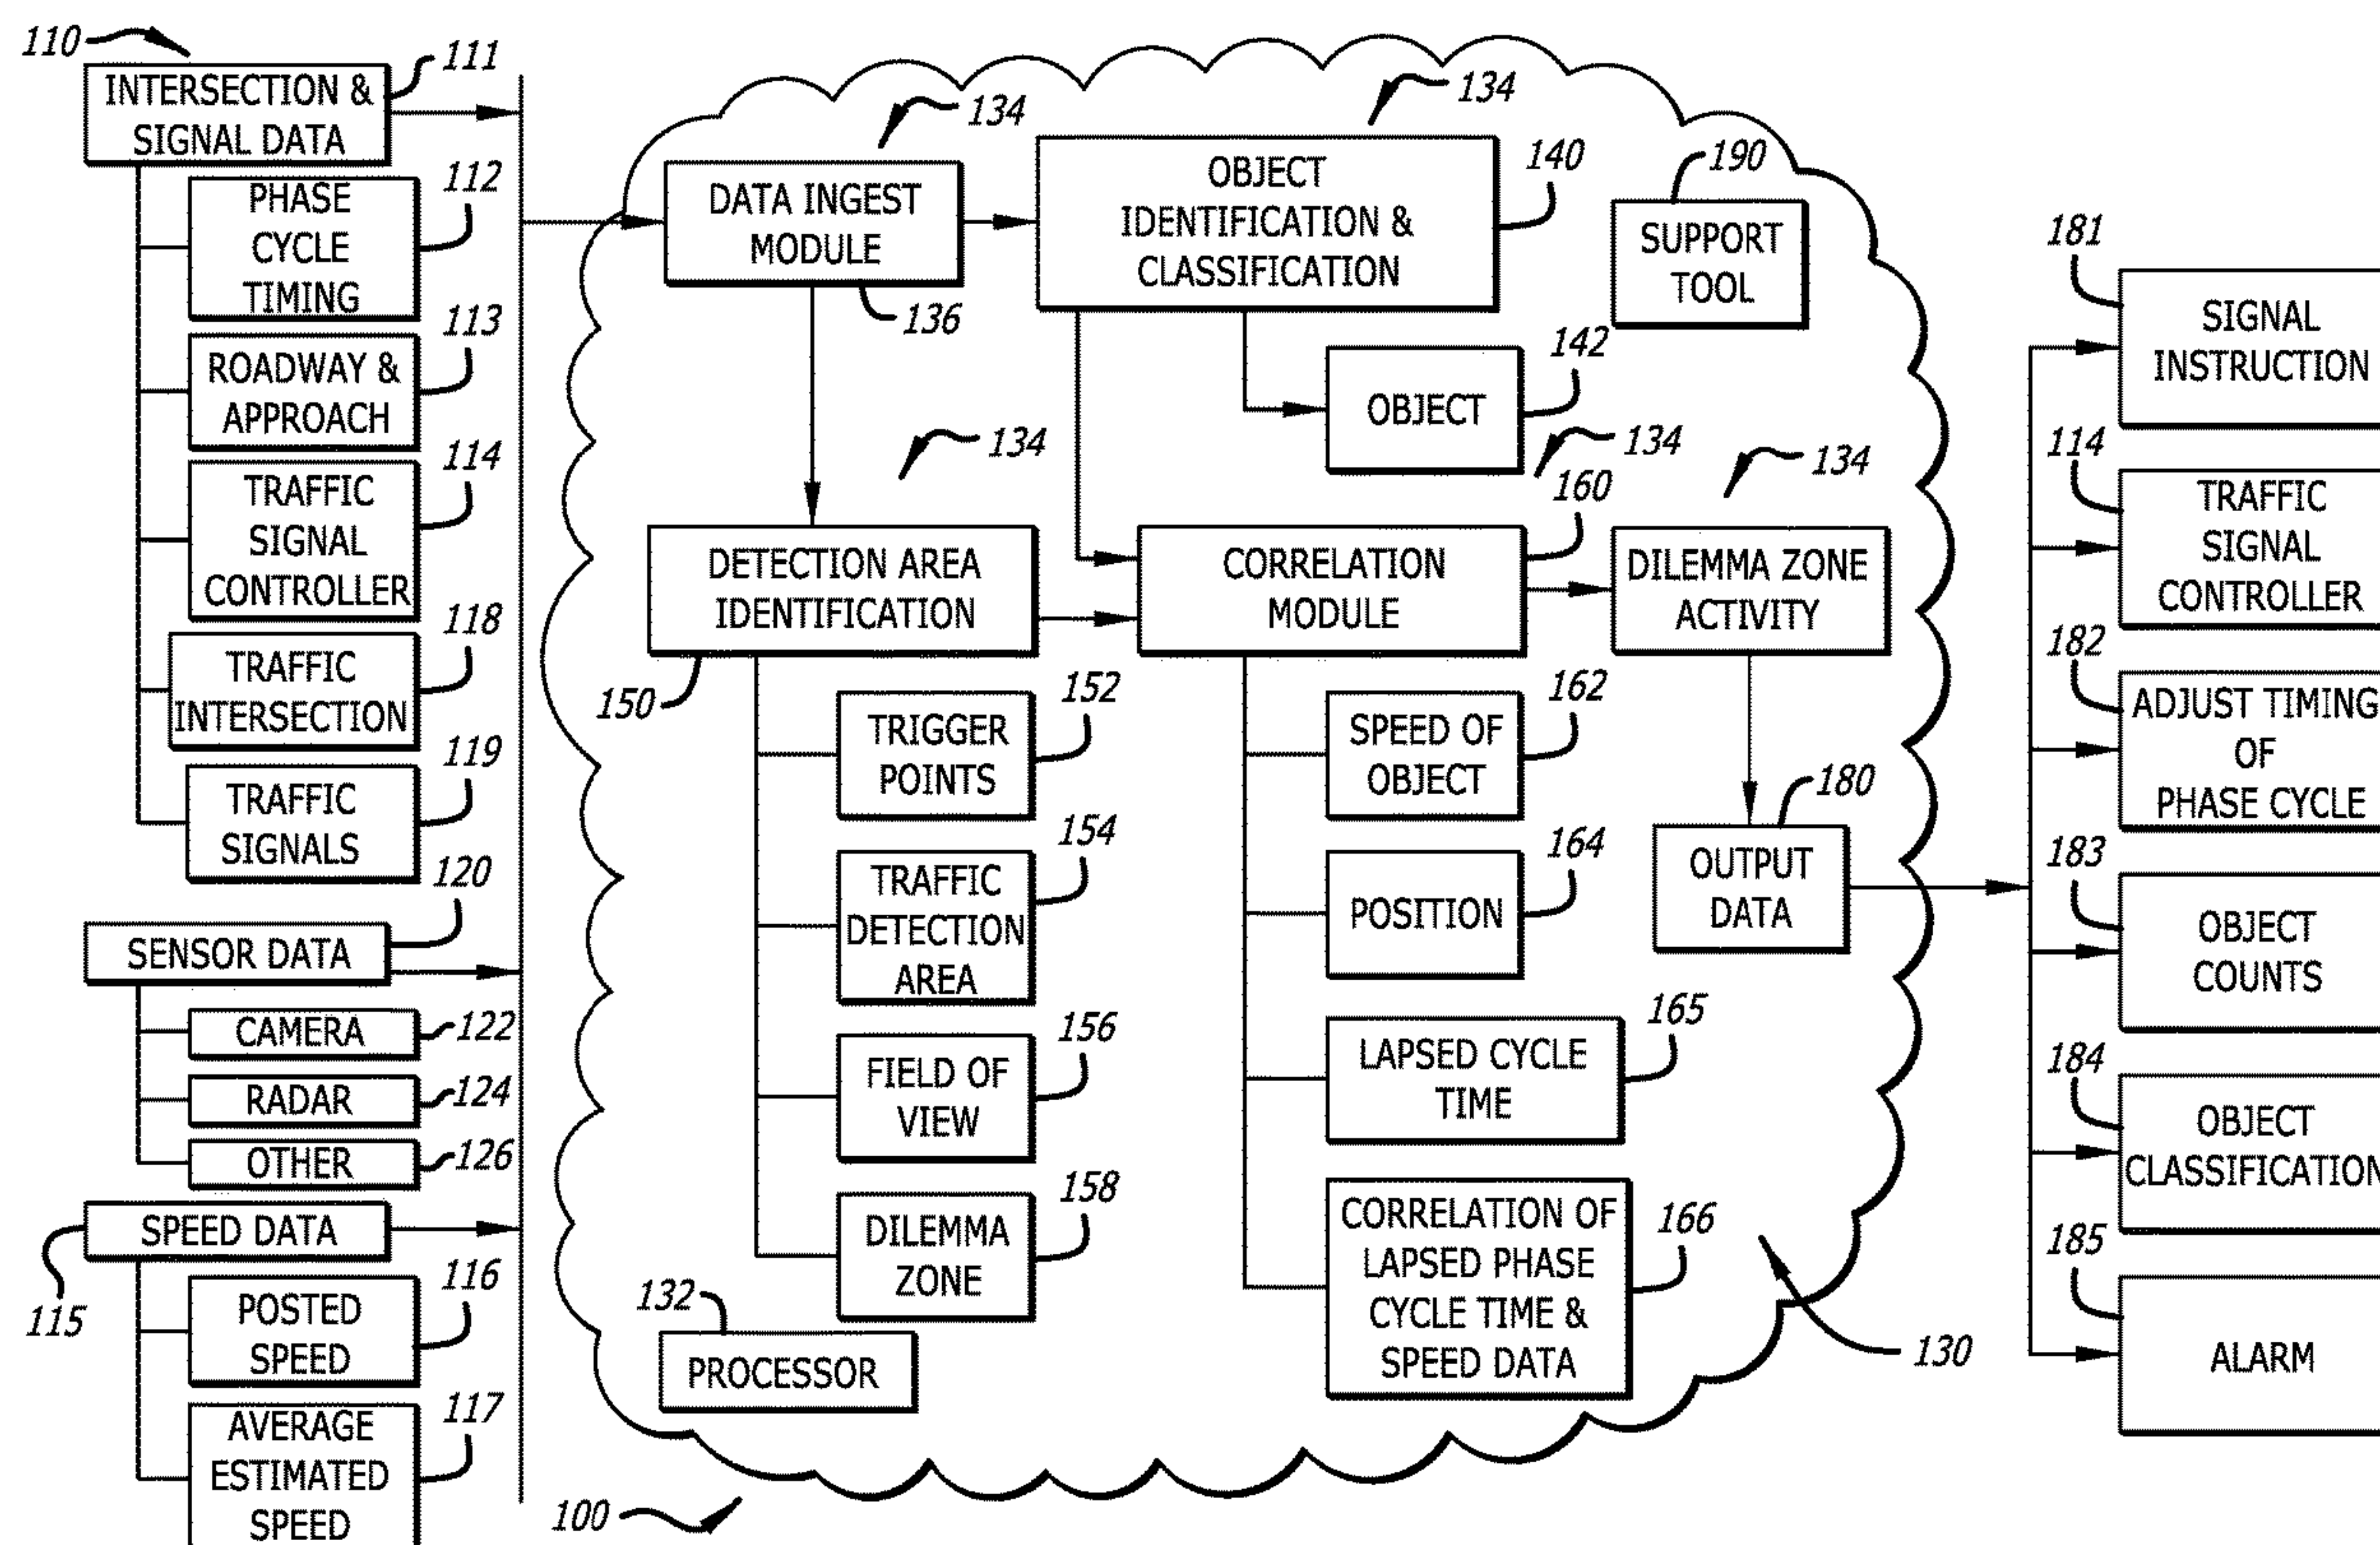 110
111
INTERSECTION &
SIGNAL DATA
112
PHASE
CYCLE
TIMING
113
ROADWAY &
APPROACH
114
TRAFFIC
SIGNAL
CONTROLLER
118
TRAFFIC
INTERSECTION
119
TRAFFIC
SIGNALS
120
SENSOR DATA
CAMERA
122
RADAR
124
OTHER
126
SPEED DATA
115
116
POSTED
SPEED
117
AVERAGE
ESTIMATED
SPEED
134
DATA INGEST
MODULE
136
134
140
OBJECT
IDENTIFICATION &
CLASSIFICATION
190
SUPPORT
TOOL
142
OBJECT
134
DETECTION AREA
IDENTIFICATION
150
134
160
CORRELATION
MODULE
134
DILEMMA ZONE
ACTIVITY
152
TRIGGER
POINTS
154
TRAFFIC
DETECTION
AREA
156
FIELD OF
VIEW
158
DILEMMA
ZONE
132
PROCESSOR
162
SPEED OF
OBJECT
164
POSITION
165
LAPSED CYCLE
TIME
166
CORRELATION OF
LAPSED PHASE
CYCLE TIME &
SPEED DATA
180
OUTPUT
DATA
130
100
181
SIGNAL
INSTRUCTION
114
TRAFFIC
SIGNAL
CONTROLLER
182
ADJUST TIMING
OF
PHASE CYCLE
183
OBJECT
COUNTS
184
OBJECT
CLASSIFICATION
185
ALARM